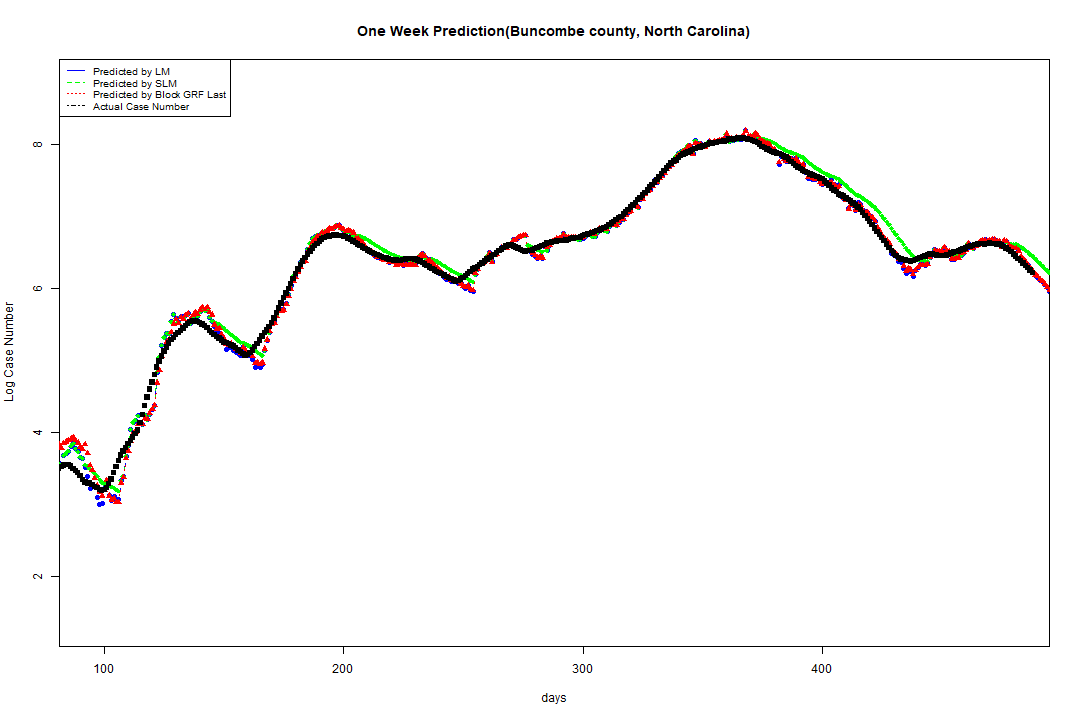 One Week Prediction(Buncombe county, North Carolina)
Predicted by LM
Predicted by SLM
Predicted by Block GRF Last
Actual Case Number
Log Case Number
8
6
4
2
100 200 300 400
days